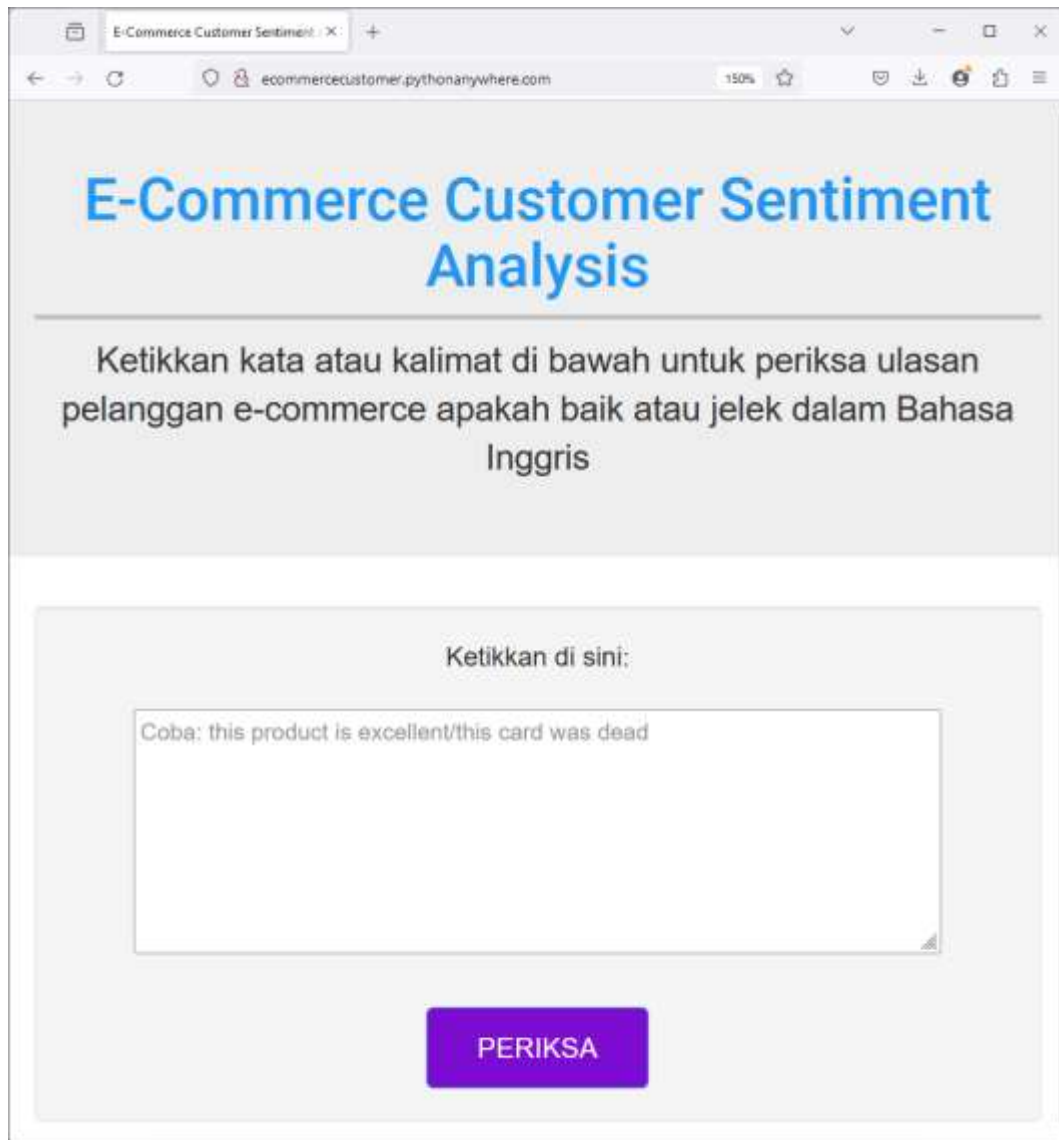 E-Commerce Customer Sentiment
ecommercecustomer.pythonanywhere.com
150%
E-Commerce Customer Sentiment
Analysis
Ketikkan kata atau kalimat di bawah untuk periksa ulasan
pelanggan e-commerce apakah baik atau jelek dalam Bahasa
Inggris
Ketikkan di sini:
Coba: this product is excellent/this card was dead
PERIKSA